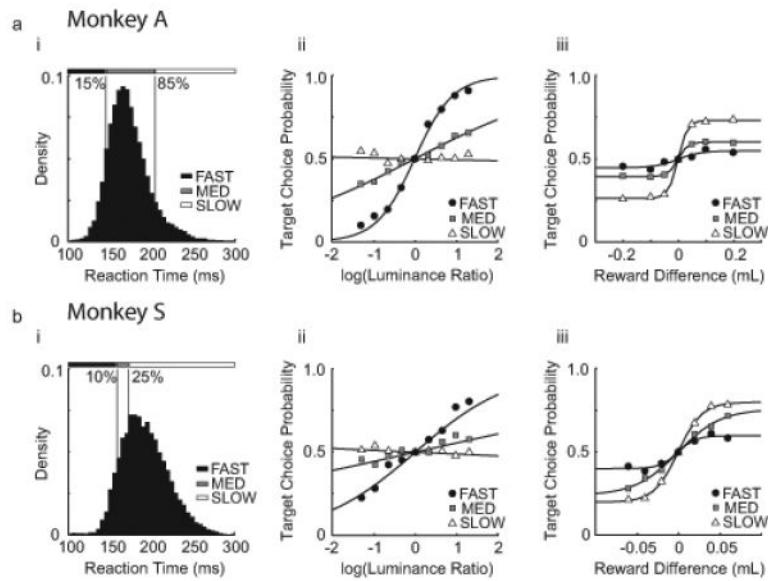 a Monkey A
i
ii
iii
0.1
15%
85%
Density
FAST
MED
SLOW
0
100 150 200 250 300
Reaction Time (ms)
1.0
0.5
0
Target Choice Probability
FAST
MED
SLOW
-2 -1 0 1 2
log(Luminance Ratio)
1.0
0.5
0
Target Choice Probability
FAST
MED
SLOW
-0.2 0 0.2
Reward Difference (mL)
b Monkey S
i
ii
iii
0.1
10%
25%
Density
FAST
MED
SLOW
0
100 150 200 250 300
Reaction Time (ms)
1.0
0.5
0
Target Choice Probability
FAST
MED
SLOW
-2 -1 0 1 2
log(Luminance Ratio)
1.0
0.5
0
Target Choice Probability
FAST
MED
SLOW
-0.05 0 0.05
Reward Difference (mL)